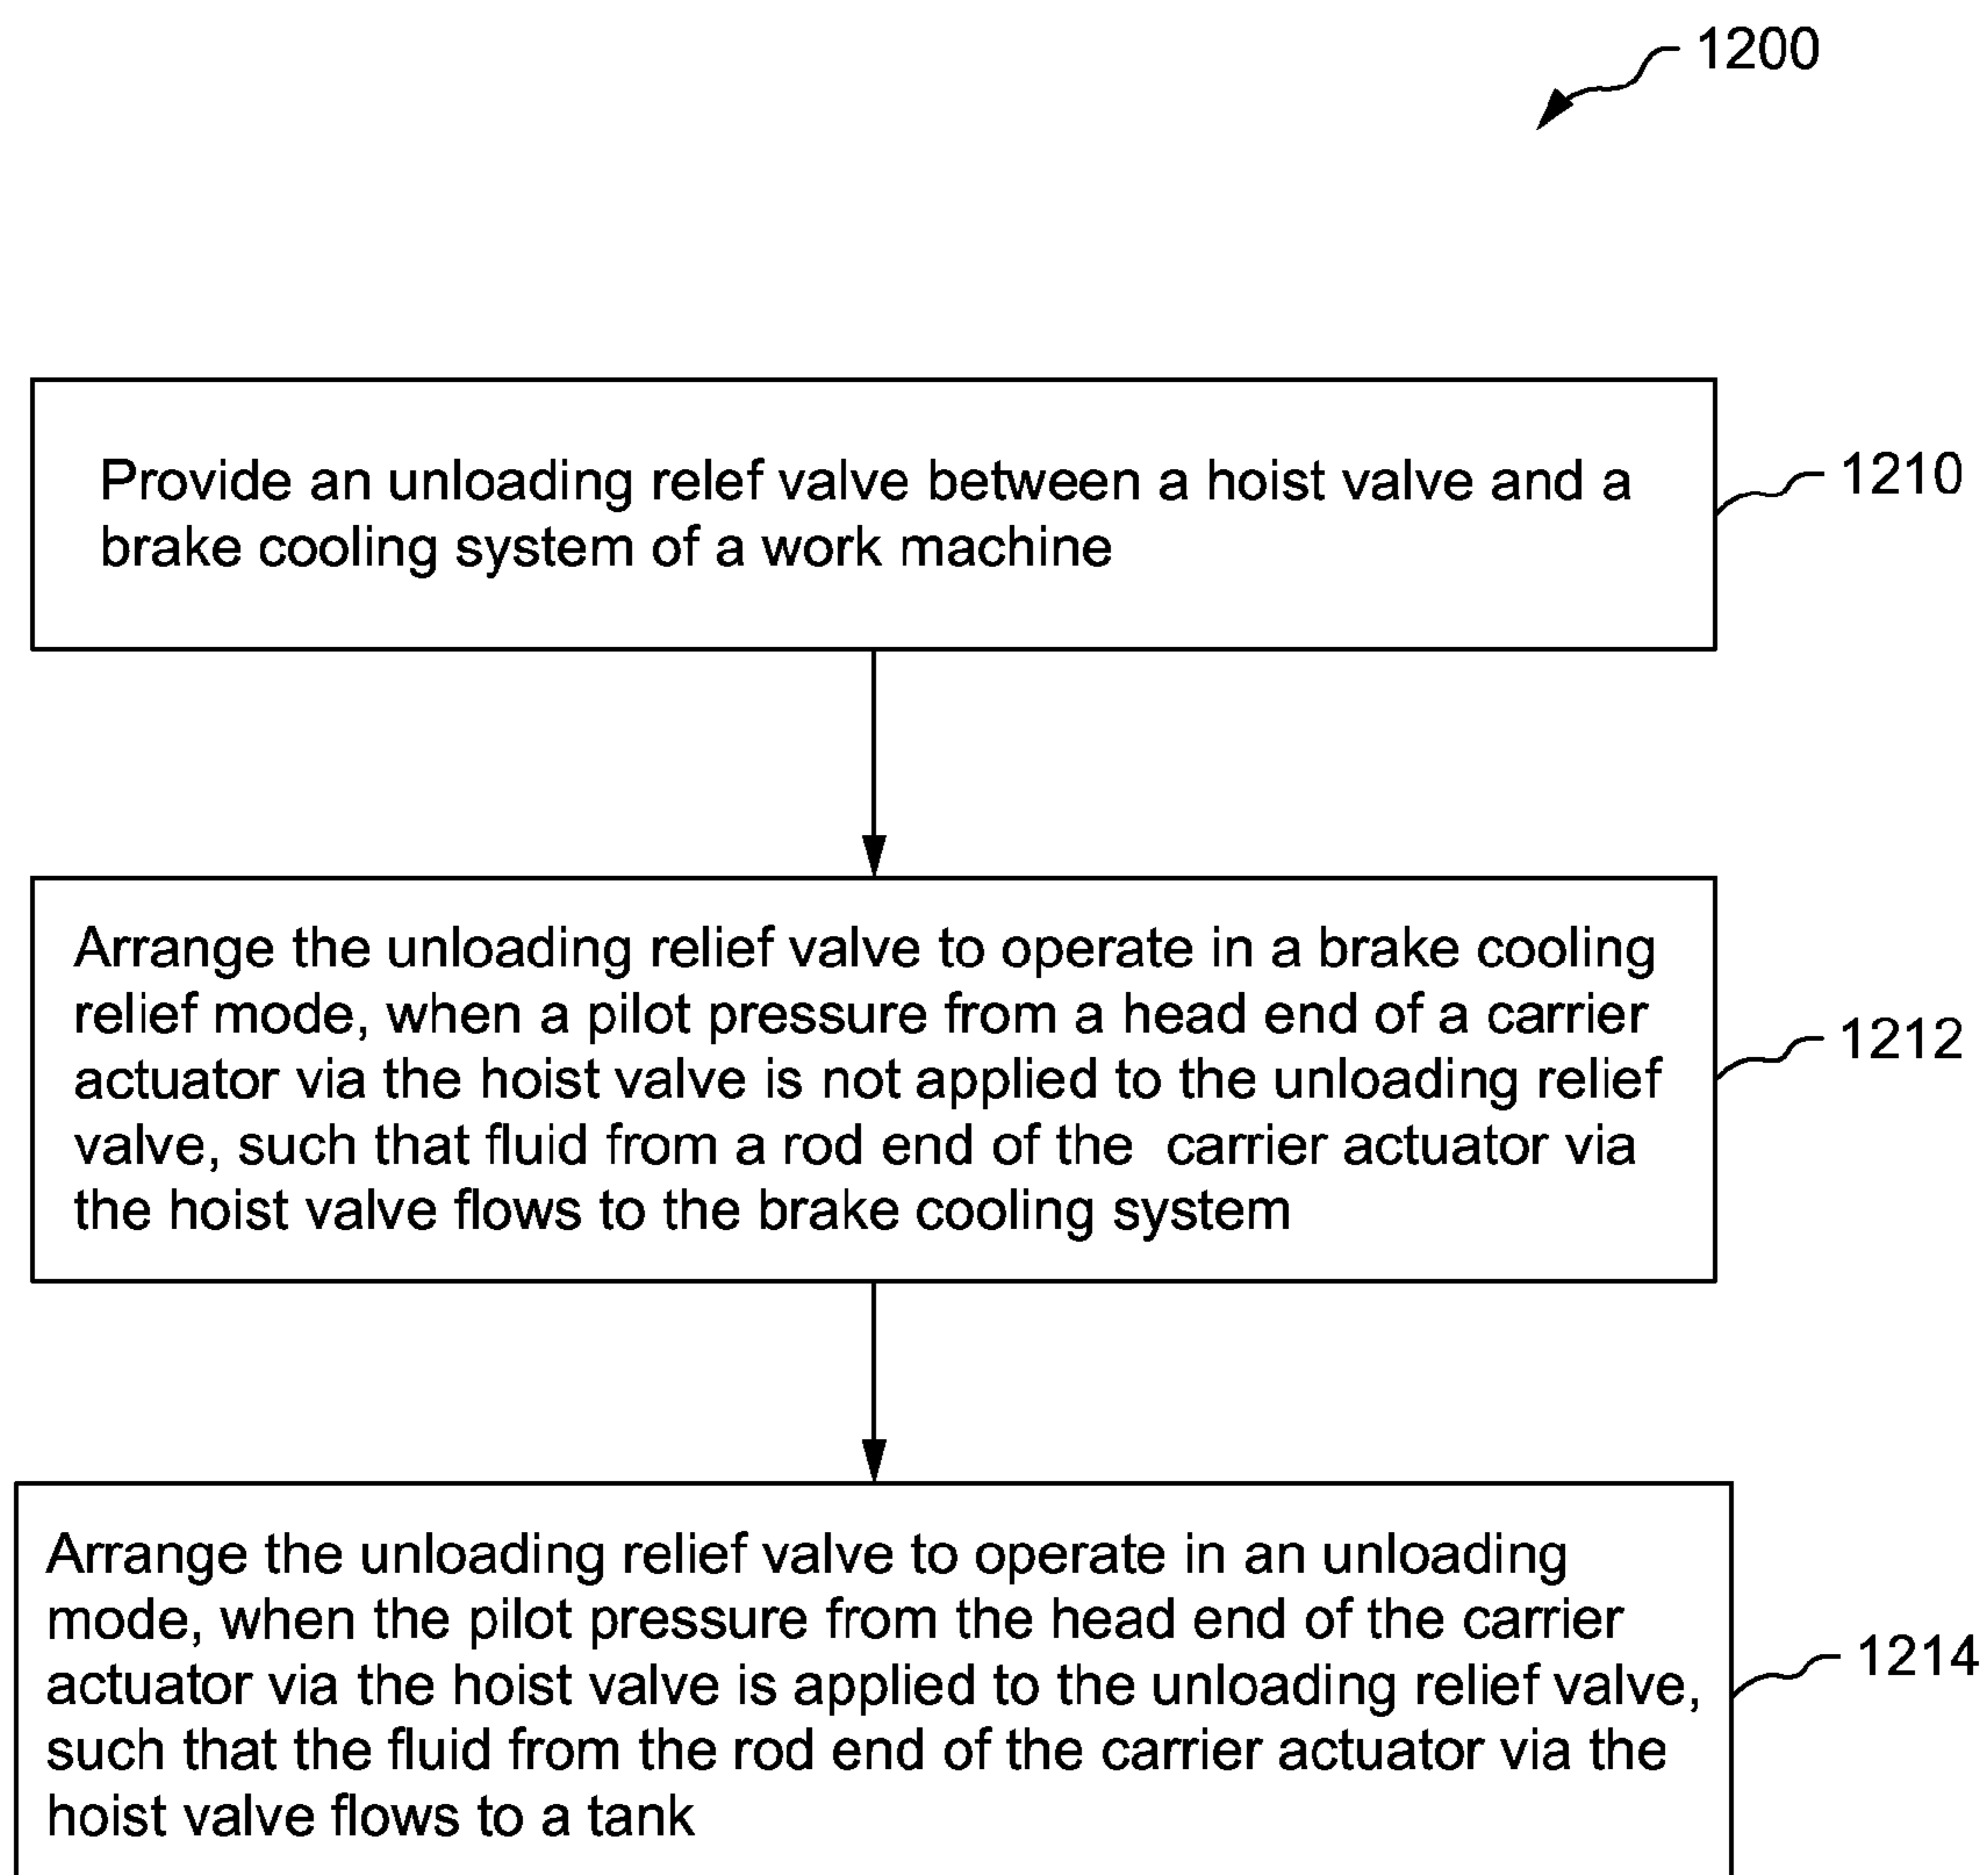 1200
Provide an unloading relef valve between a hoist valve and a
brake cooling system of a work machine
1210
Arrange the unloading relief valve to operate in a brake cooling
relief mode, when a pilot pressure from a head end of a carrier
actuator via the hoist valve is not applied to the unloading relief
valve, such that fluid from a rod end of the carrier actuator via
the hoist valve flows to the brake cooling system
1212
Arrange the unloading relief valve to operate in an unloading
mode, when the pilot pressure from the head end of the carrier
actuator via the hoist valve is applied to the unloading relief valve,
such that the fluid from the rod end of the carrier actuator via the
hoist valve flows to a tank
1214